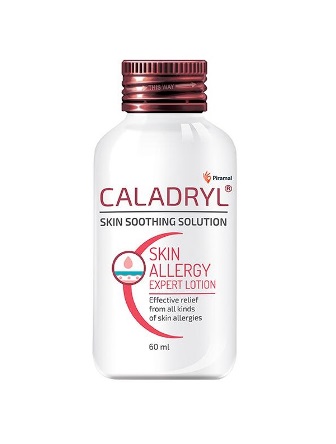 THIS WAY
Piramal
CALADRYL®
SKIN SOOTHING SOLUTION
SKIN
ALLERGY
EXPERT LOTION
Effective relief
from all kinds
of skin allergies
60 ml